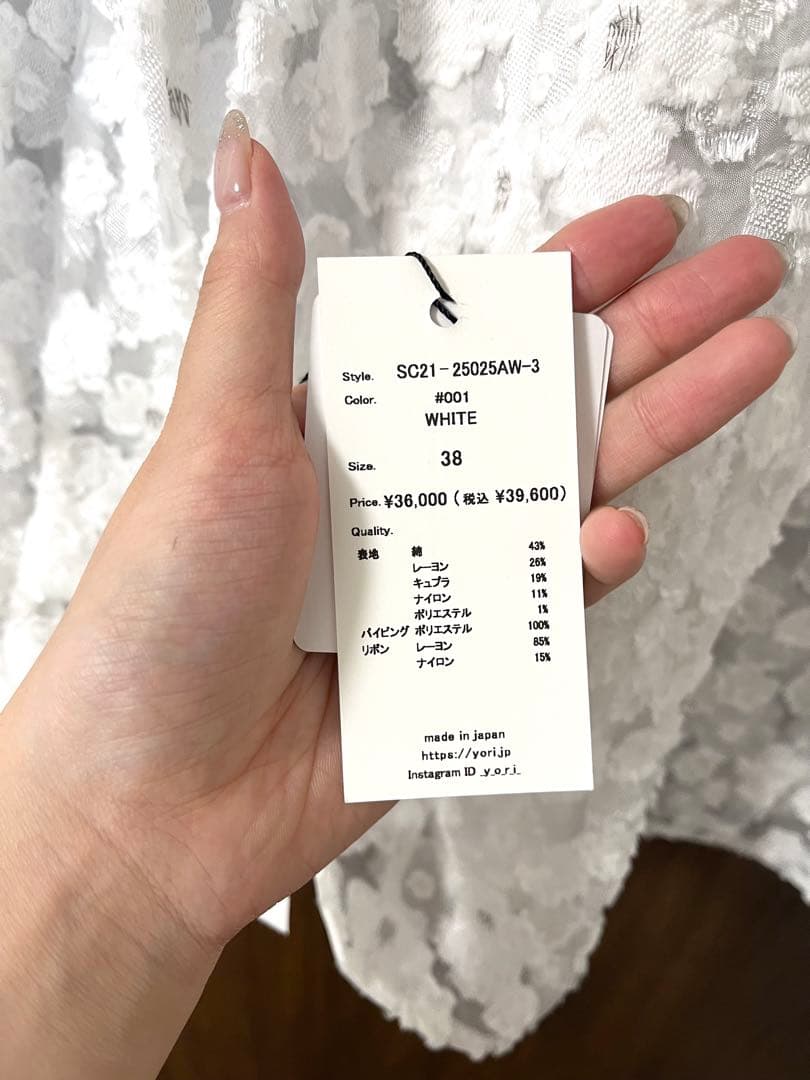 Style. SC21-25025AW-3
Color. #001
WHITE
Size. 38
Price. ¥36,000 (税込 ¥39,600)
Quality.
表地 綿 43%
レーヨン 26%
キュプラ 19%
ナイロン 11%
ポリエステル 1%
パイピング ポリエステル 100%
リボン レーヨン 85%
ナイロン 15%
made in japan
https://yori.jp
Instagram ID _y_o_r_i_